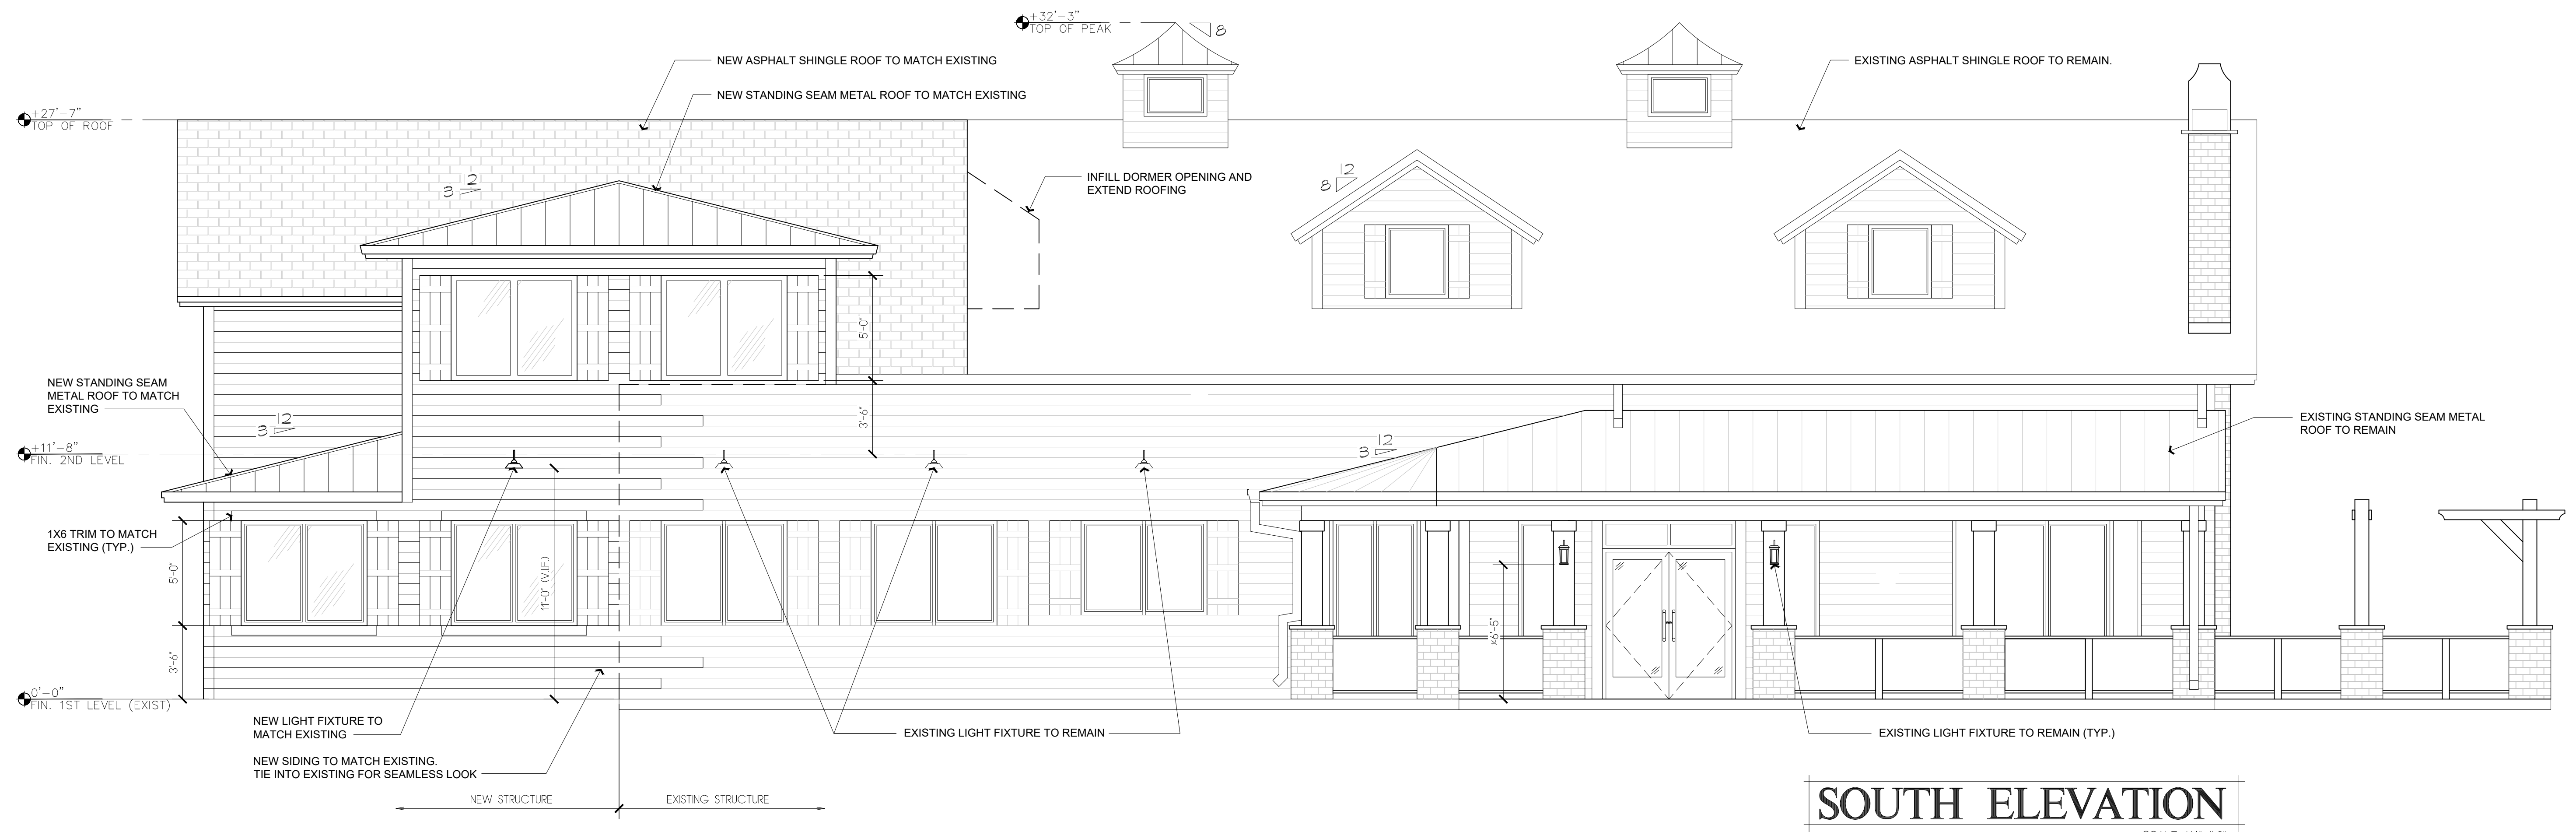 +32'-3"
TOP OF PEAK
8
NEW ASPHALT SHINGLE ROOF TO MATCH EXISTING
EXISTING ASPHALT SHINGLE ROOF TO REMAIN.
NEW STANDING SEAM METAL ROOF TO MATCH EXISTING
+27'-7"
TOP OF ROOF
12
3
12
8
INFILL DORMER OPENING AND
EXTEND ROOFING
5'-0"
3'-6"
NEW STANDING SEAM
METAL ROOF TO MATCH
EXISTING
12
3
EXISTING STANDING SEAM METAL
ROOF TO REMAIN
12
3
+11'-8"
FIN. 2ND LEVEL
1X6 TRIM TO MATCH
EXISTING (TYP.)
5'-0"
11'-0" (V.I.F.)
3'-6"
±6'-5"
0'-0"
FIN. 1ST LEVEL (EXIST)
NEW LIGHT FIXTURE TO
MATCH EXISTING
EXISTING LIGHT FIXTURE TO REMAIN
EXISTING LIGHT FIXTURE TO REMAIN (TYP.)
NEW SIDING TO MATCH EXISTING.
TIE INTO EXISTING FOR SEAMLESS LOOK
NEW STRUCTURE
EXISTING STRUCTURE
SOUTH ELEVATION